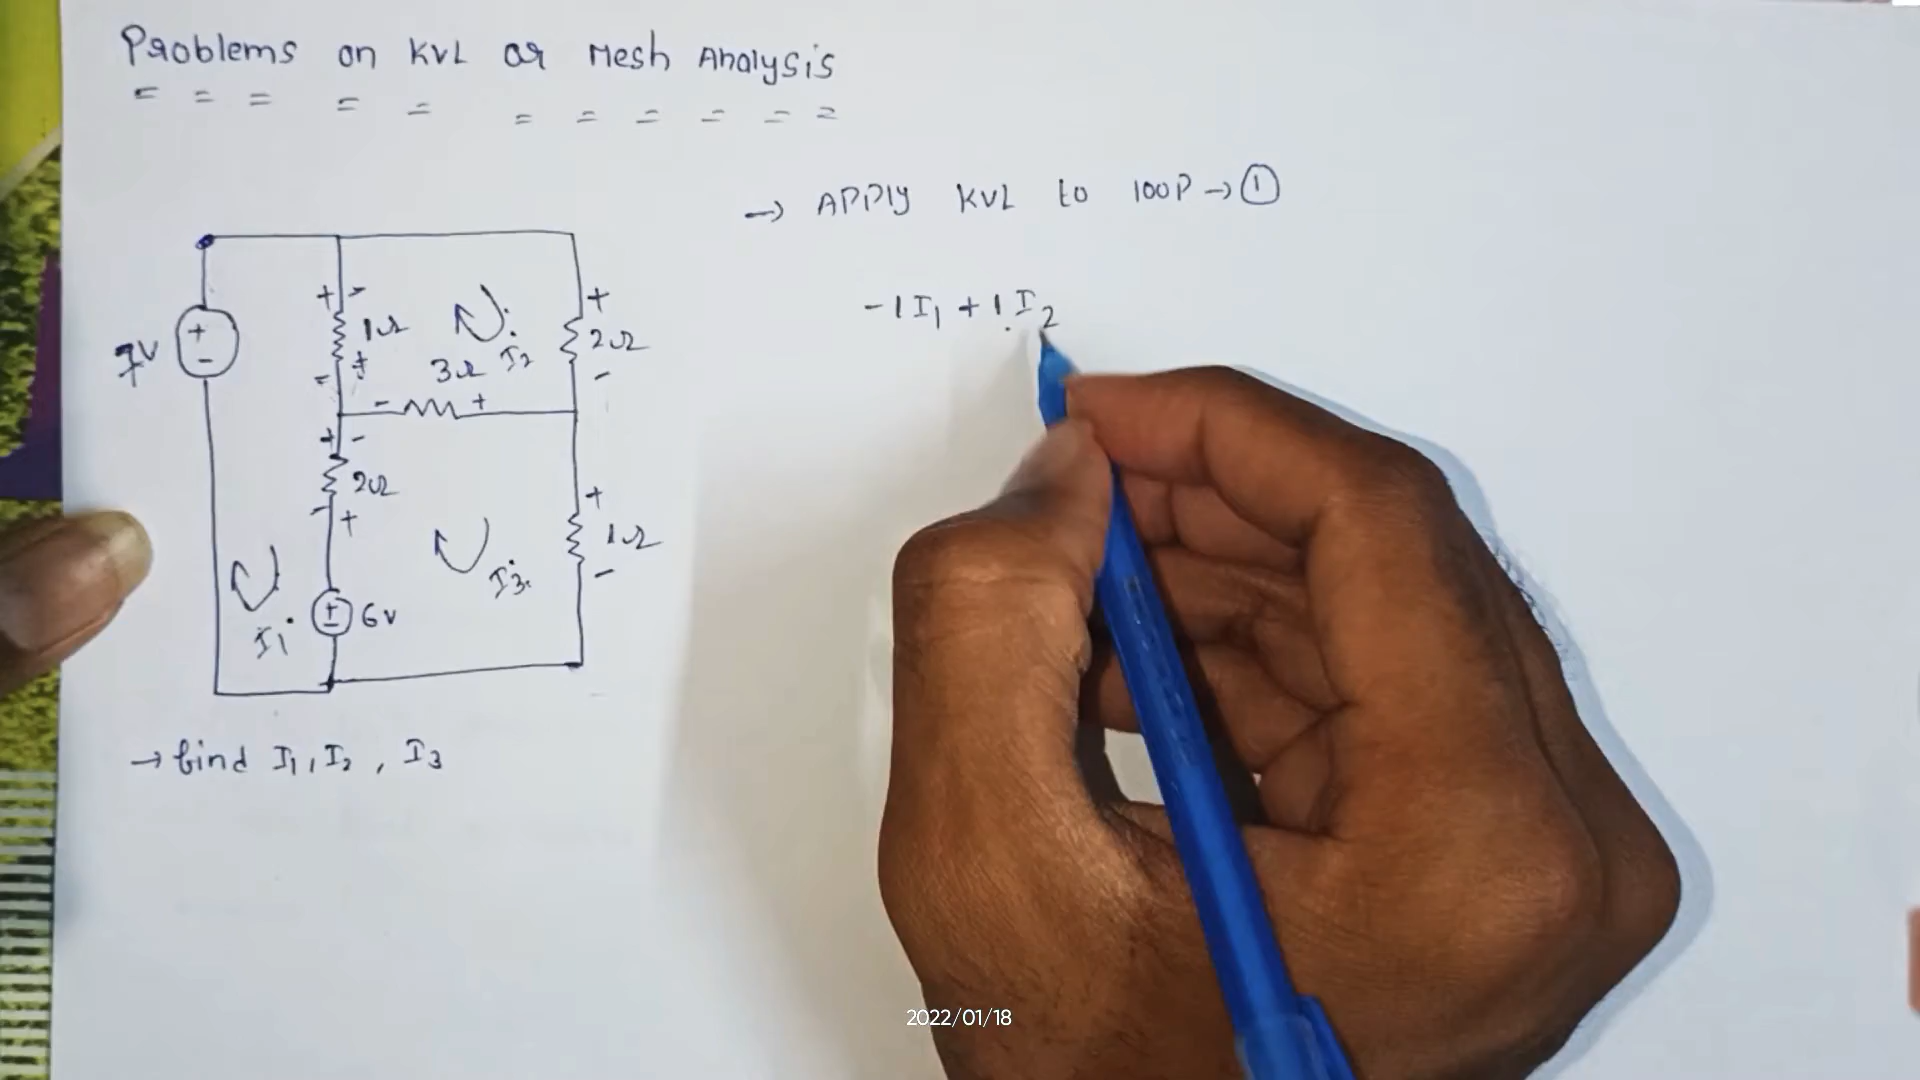 Problems on KVL or Mesh Analysis
→ APPly KVL to loop → ①
-1I₁ + 1I₂
+ -
1Ω
I₂
+
2Ω
-
7V
+
-
3Ω
- +
- +
+ -
2Ω
- +
I₃
+
1Ω
-
I₁
+
-
6V
→ find I₁, I₂, I₃
2022/01/18